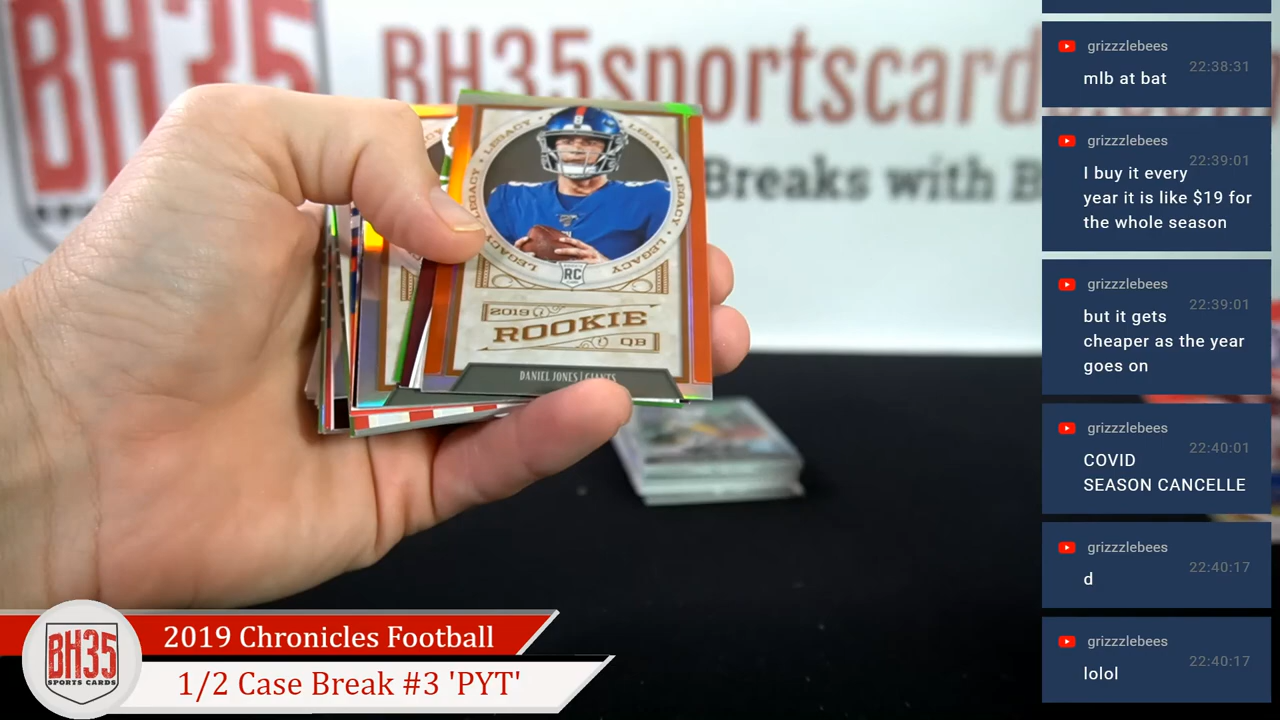 BH35
SPORTS
BH35sportscard
Breaks with B
LEGACY
LEGACY
LEGACY
LEGACY
RC
2019
ROOKIE
QB
DANIEL JONES | GIANTS
grizzzlebees
22:38:31
mlb at bat
grizzzlebees
22:39:01
I buy it every
year it is like $19 for
the whole season
grizzzlebees
22:39:01
but it gets
cheaper as the year
goes on
grizzzlebees
22:40:01
COVID
SEASON CANCELLE
grizzzlebees
22:40:17
d
grizzzlebees
22:40:17
lolol
BH35
SPORTS CARDS
2019 Chronicles Football
1/2 Case Break #3 'PYT'